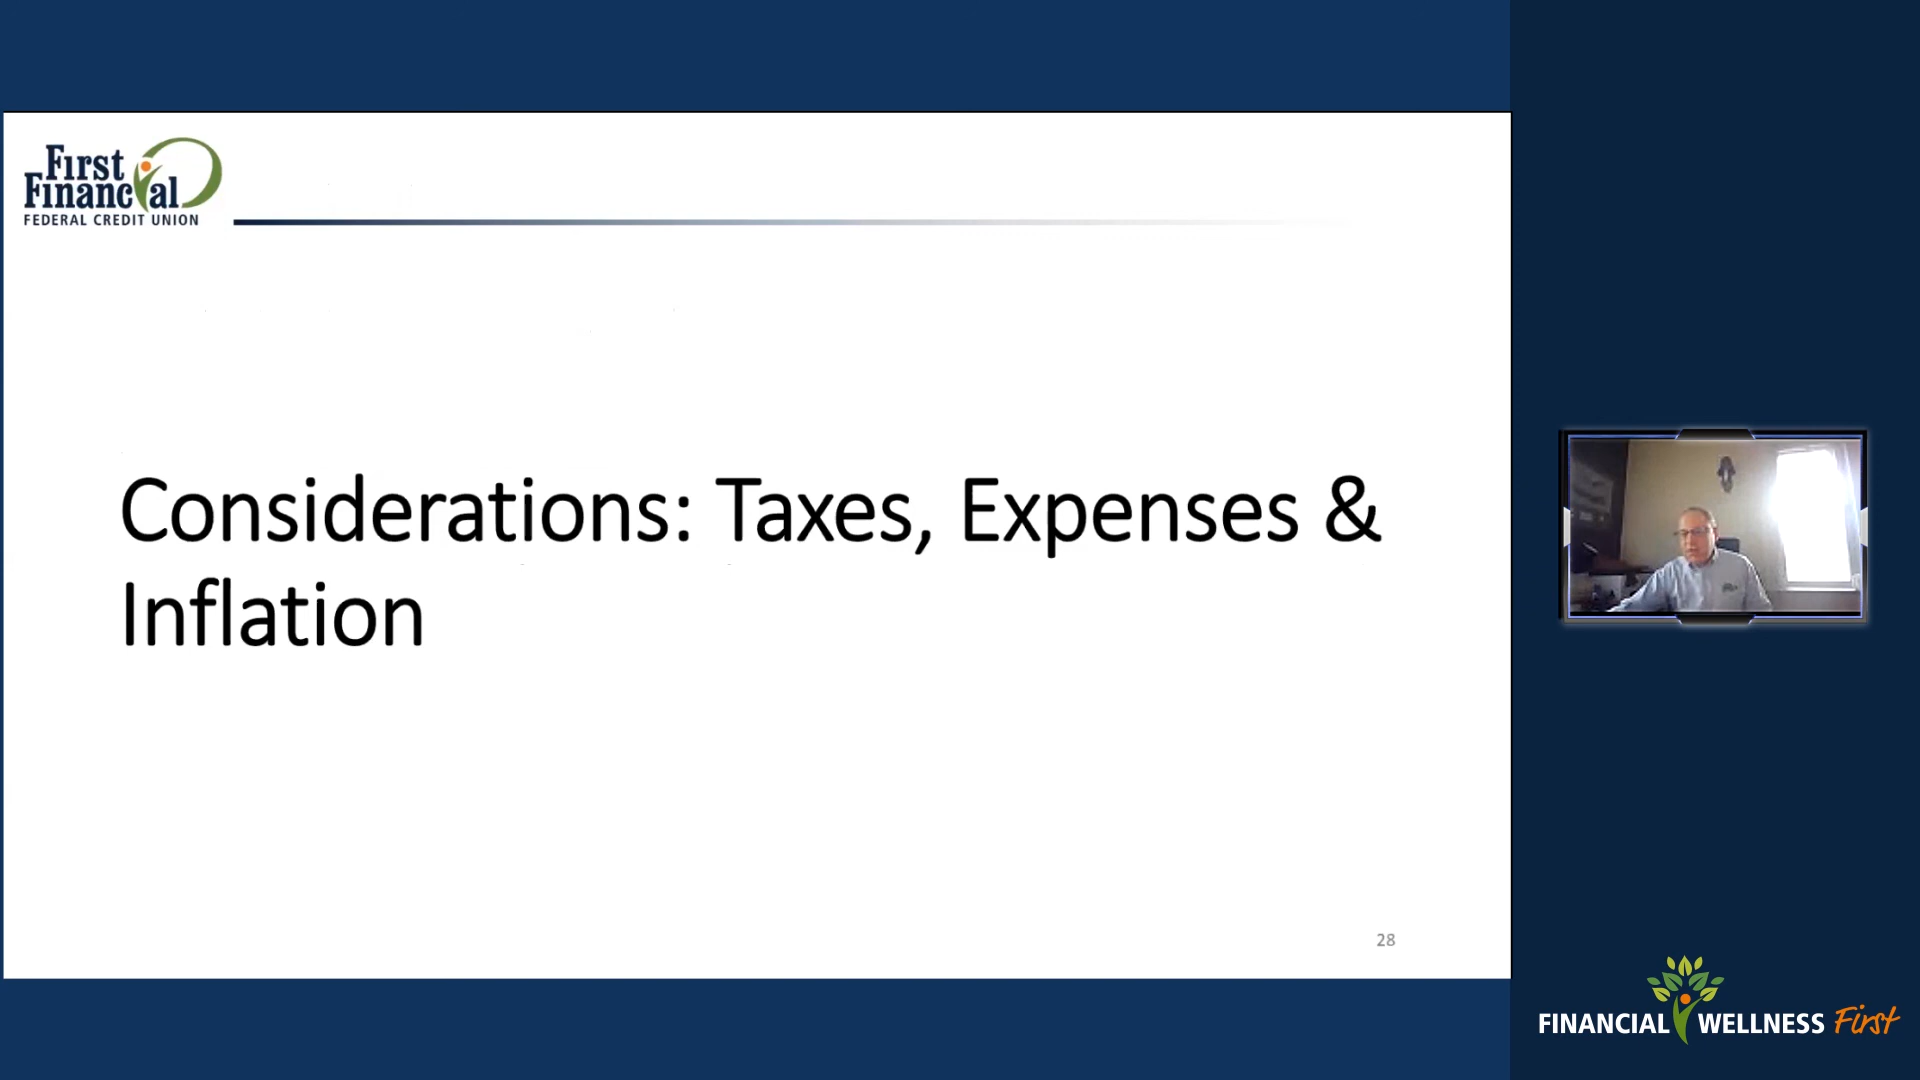 First
Financial
FEDERAL CREDIT UNION
Considerations: Taxes, Expenses &
Inflation
28
FINANCIAL WELLNESS First